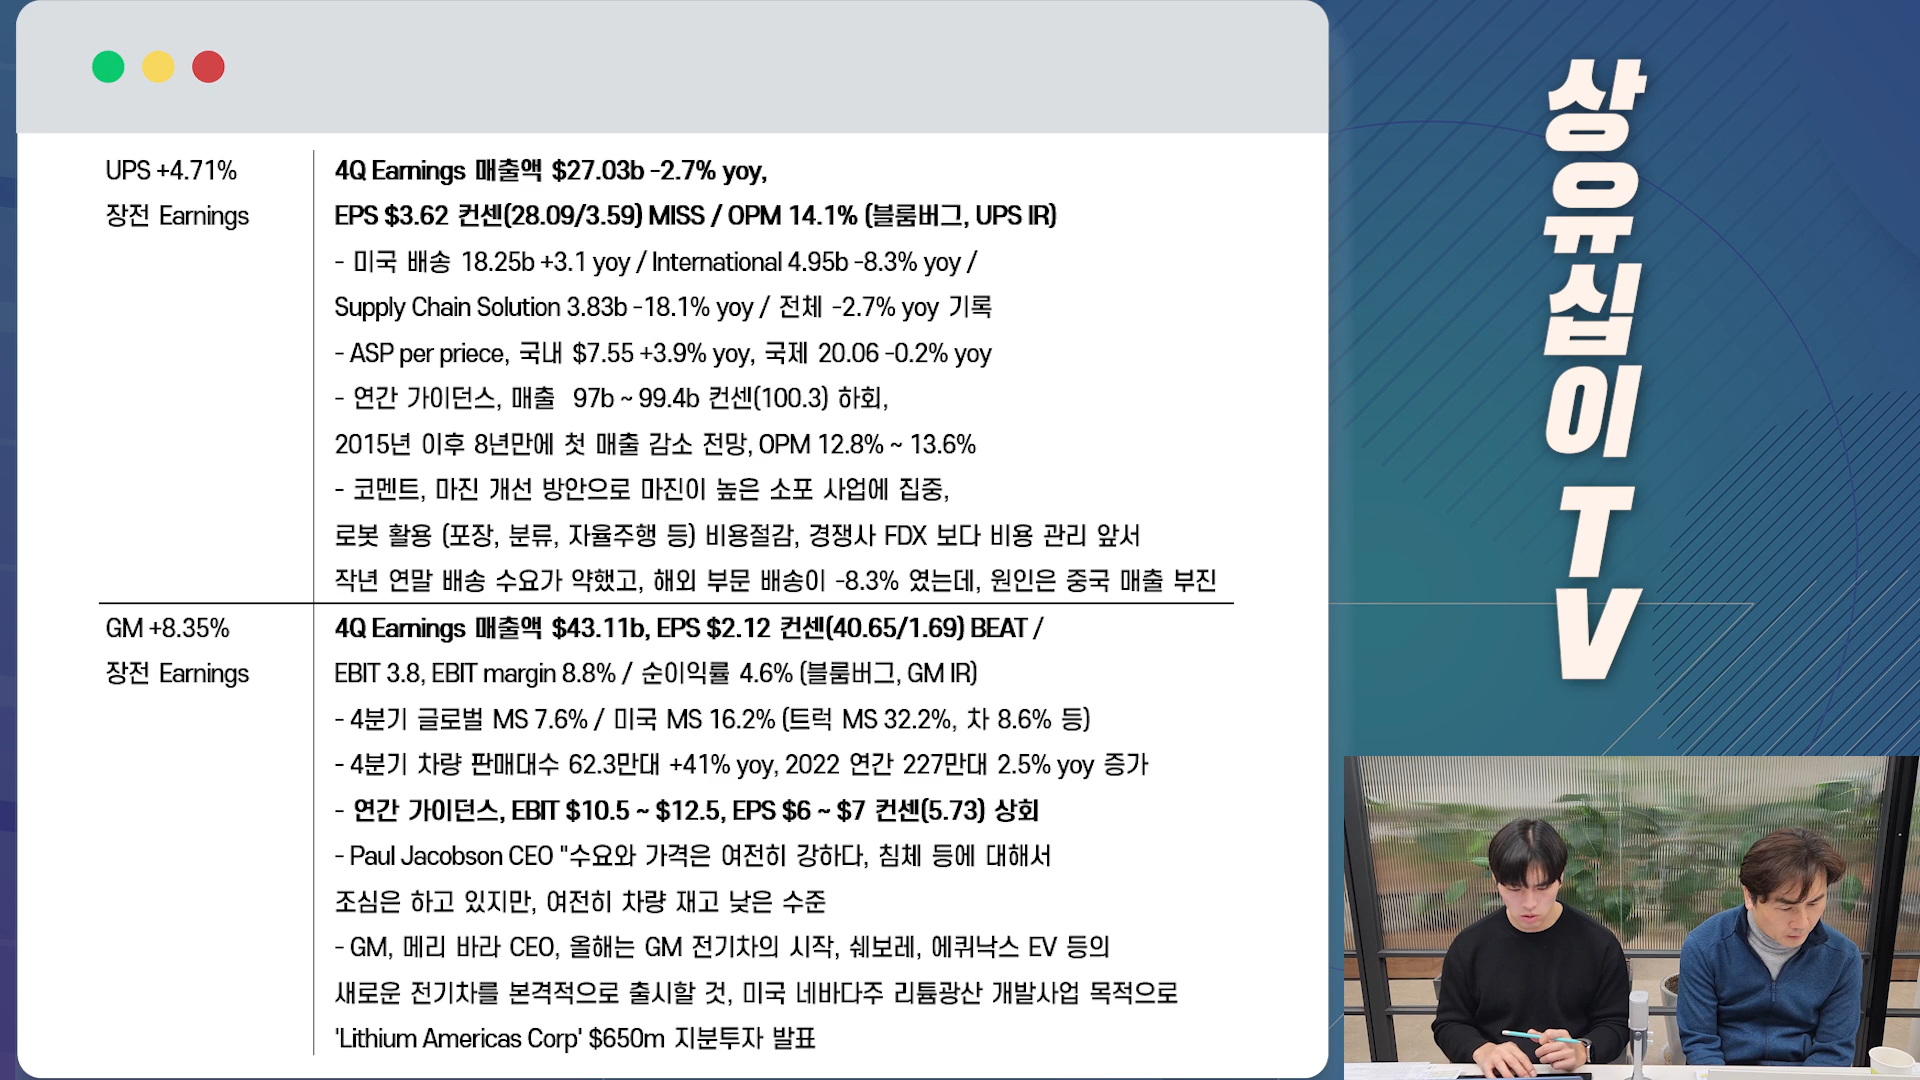 UPS +4.71%
장전 Earnings
4Q Earnings 매출액 $27.03b -2.7% yoy,
EPS $3.62 컨센(28.09/3.59) MISS / OPM 14.1% (블룸버그, UPS IR)
- 미국 배송 18.25b +3.1 yoy / International 4.95b -8.3% yoy /
Supply Chain Solution 3.83b -18.1% yoy / 전체 -2.7% yoy 기록
- ASP per priece, 국내 $7.55 +3.9% yoy, 국제 20.06 -0.2% yoy
- 연간 가이던스, 매출 97b ~ 99.4b 컨센(100.3) 하회,
2015년 이후 8년만에 첫 매출 감소 전망, OPM 12.8% ~ 13.6%
- 코멘트, 마진 개선 방안으로 마진이 높은 소포 사업에 집중,
로봇 활용 (포장, 분류, 자율주행 등) 비용절감, 경쟁사 FDX 보다 비용 관리 앞서
작년 연말 배송 수요가 약했고, 해외 부문 배송이 -8.3% 였는데, 원인은 중국 매출 부진
GM +8.35%
장전 Earnings
4Q Earnings 매출액 $43.11b, EPS $2.12 컨센(40.65/1.69) BEAT /
EBIT 3.8, EBIT margin 8.8% / 순이익률 4.6% (블룸버그, GM IR)
- 4분기 글로벌 MS 7.6% / 미국 MS 16.2% (트럭 MS 32.2%, 차 8.6% 등)
- 4분기 차량 판매대수 62.3만대 +41% yoy, 2022 연간 227만대 2.5% yoy 증가
- 연간 가이던스, EBIT $10.5 ~ $12.5, EPS $6 ~ $7 컨센(5.73) 상회
- Paul Jacobson CEO "수요와 가격은 여전히 강하다, 침체 등에 대해서
조심은 하고 있지만, 여전히 차량 재고 낮은 수준
- GM, 메리 바라 CEO, 올해는 GM 전기차의 시작, 쉐보레, 에퀴낙스 EV 등의
새로운 전기차를 본격적으로 출시할 것, 미국 네바다주 리튬광산 개발사업 목적으로
'Lithium Americas Corp' $650m 지분투자 발표
상유십이 TV